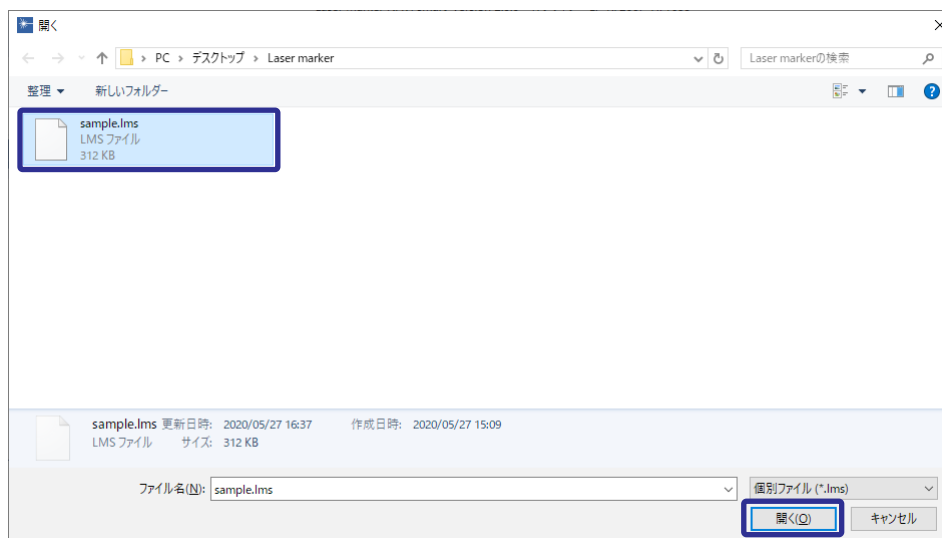 開く
PC › デスクトップ › Laser marker
Laser markerの検索
整理
新しいフォルダー
sample.lms
LMS ファイル
312 KB
sample.lms 更新日時: 2020/05/27 16:37 作成日時: 2020/05/27 15:09
LMS ファイル サイズ: 312 KB
ファイル名(N): sample.lms
個別ファイル (*.lms)
開く(O) キャンセル